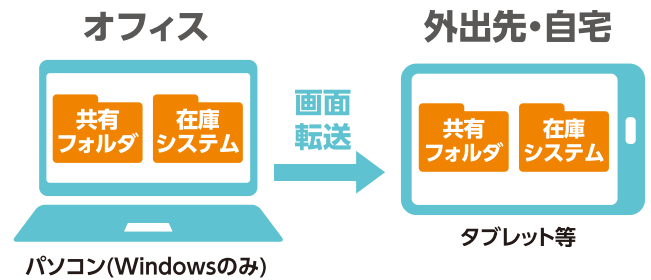 オフィス
外出先・自宅
共有
フォルダ
在庫
システム
画面
転送
共有
フォルダ
在庫
システム
パソコン(Windowsのみ)
タブレット等